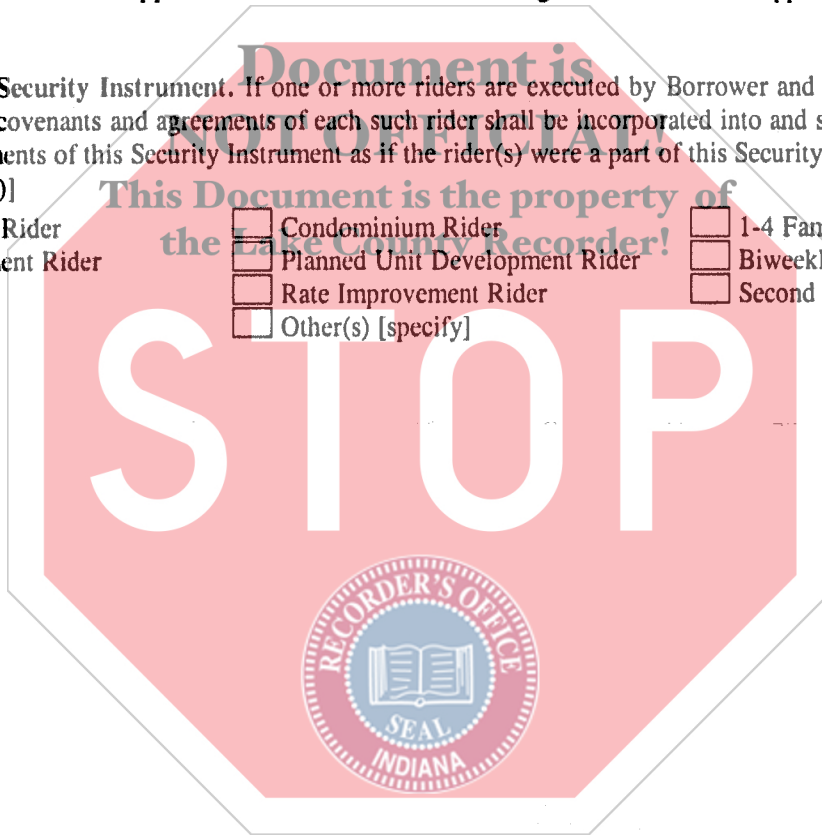 Document is
Security Instrument. If one or more riders are executed by Borrower and
covenants and agreements of each such rider shall be incorporated into and s
NOT OFFICIAL!
ents of this Security Instrument as if the rider(s) were a part of this Security
)]
This Document is the property of
Rider Condominium Rider 1-4 Fam
the Lake County Recorder!
ent Rider Planned Unit Development Rider Biweekl
Rate Improvement Rider Second
Other(s) [specify]
STOP
RECORDER'S OFFICE
SEAL
INDIANA